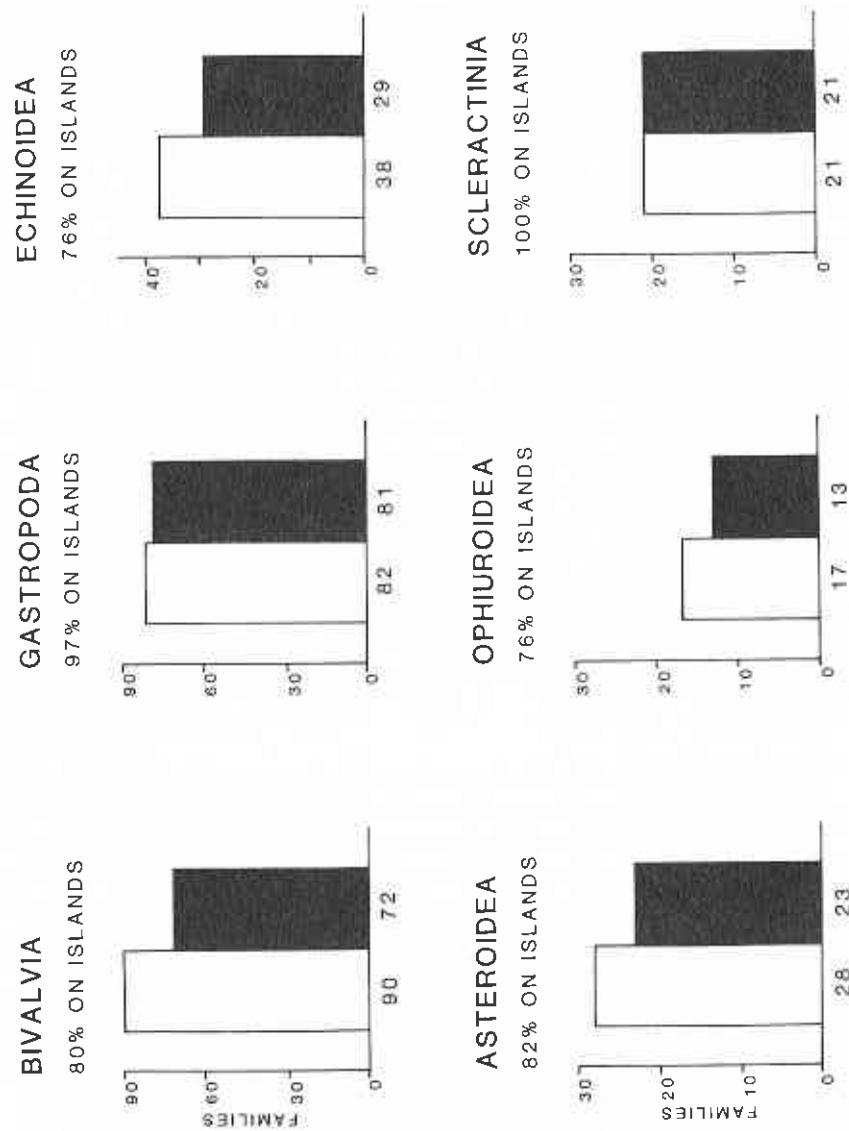 BIVALVIA
80% ON ISLANDS
FAMILIES
90
60
30
0
90 72
GASTROPODA
97% ON ISLANDS
90
60
30
0
82 81
ECHINOIDEA
76% ON ISLANDS
40
20
0
38 29
ASTEROIDEA
82% ON ISLANDS
FAMILIES
30
20
10
0
28 23
OPHIUROIDEA
76% ON ISLANDS
30
20
10
0
17 13
SCLERACTINIA
100% ON ISLANDS
30
20
10
0
21 21